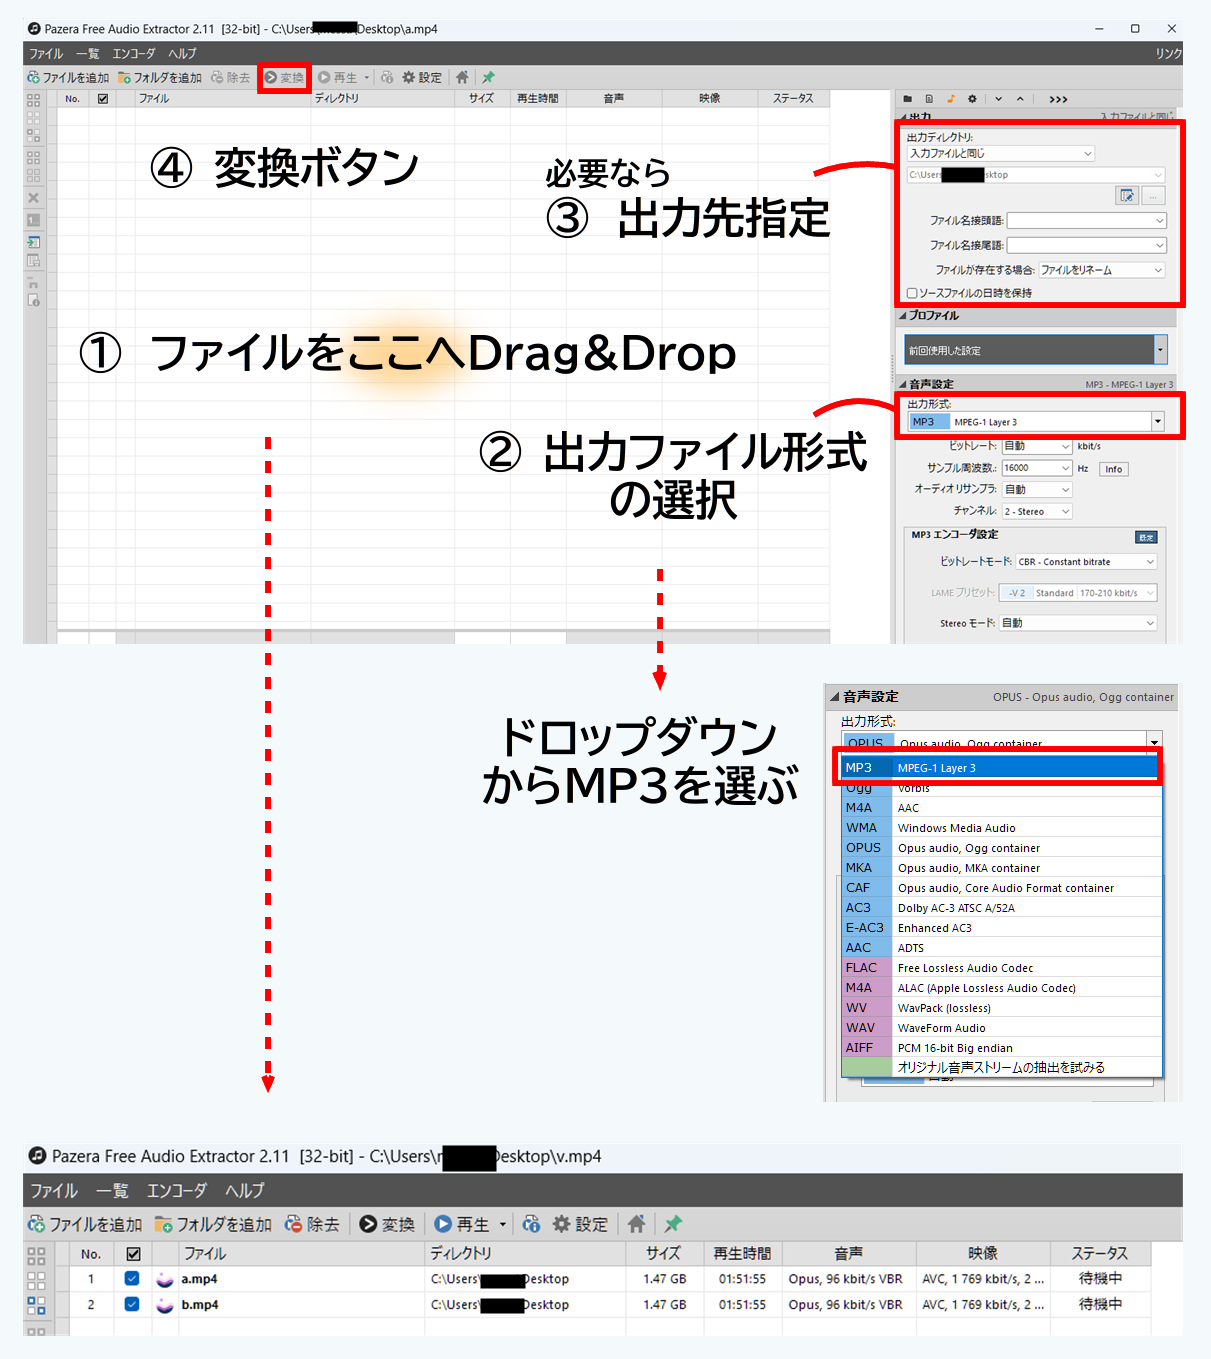 Pazera Free Audio Extractor 2.11 [32-bit] - C:\Users Desktop\a.mp4
ファイル 一覧 エンコーダ ヘルプ リンク
ファイルを追加 フォルダを追加 除去 変換 再生 設定
No. ファイル ディレクトリ サイズ 再生時間 音声 映像 ステータス
④ 変換ボタン
必要なら
③ 出力先指定
① ファイルをここへDrag&Drop
② 出力ファイル形式
の選択
出力 入力ファイルと同じ
出力ディレクトリ:
入力ファイルと同じ
C:\Users sktop
...
ファイル名接頭語:
ファイル名接尾語:
ファイルが存在する場合: ファイルをリネーム
ソースファイルの日時を保持
プロファイル
前回使用した設定
音声設定 MP3 - MPEG-1 Layer 3
出力形式:
MP3 MPEG-1 Layer 3
ビットレート: 自動 kbit/s
サンプル周波数.: 16000 Hz Info
オーディオリサンプラ: 自動
チャンネル: 2 - Stereo
MP3 エンコーダ設定 既定
ビットレートモード: CBR - Constant bitrate
LAME プリセット: -V 2 Standard 170-210 kbit/s
Stereo モード: 自動
ドロップダウン
からMP3を選ぶ
音声設定 OPUS - Opus audio, Ogg container
出力形式:
OPUS Opus audio, Ogg container
MP3 MPEG-1 Layer 3
Ogg Vorbis
M4A AAC
WMA Windows Media Audio
OPUS Opus audio, Ogg container
MKA Opus audio, MKA container
CAF Opus audio, Core Audio Format container
AC3 Dolby AC-3 ATSC A/52A
E-AC3 Enhanced AC3
AAC ADTS
FLAC Free Lossless Audio Codec
M4A ALAC (Apple Lossless Audio Codec)
WV WavPack (lossless)
WAV WaveForm Audio
AIFF PCM 16-bit Big endian
オリジナル音声ストリームの抽出を試みる
自動
Pazera Free Audio Extractor 2.11 [32-bit] - C:\Users\ Desktop\v.mp4
ファイル 一覧 エンコーダ ヘルプ
ファイルを追加 フォルダを追加 除去 変換 再生 設定
No. ファイル ディレクトリ サイズ 再生時間 音声 映像 ステータス
1 a.mp4 C:\Users\ Desktop 1.47 GB 01:51:55 Opus, 96 kbit/s VBR AVC, 1 769 kbit/s, 2 ... 待機中
2 b.mp4 C:\Users\ Desktop 1.47 GB 01:51:55 Opus, 96 kbit/s VBR AVC, 1 769 kbit/s, 2 ... 待機中